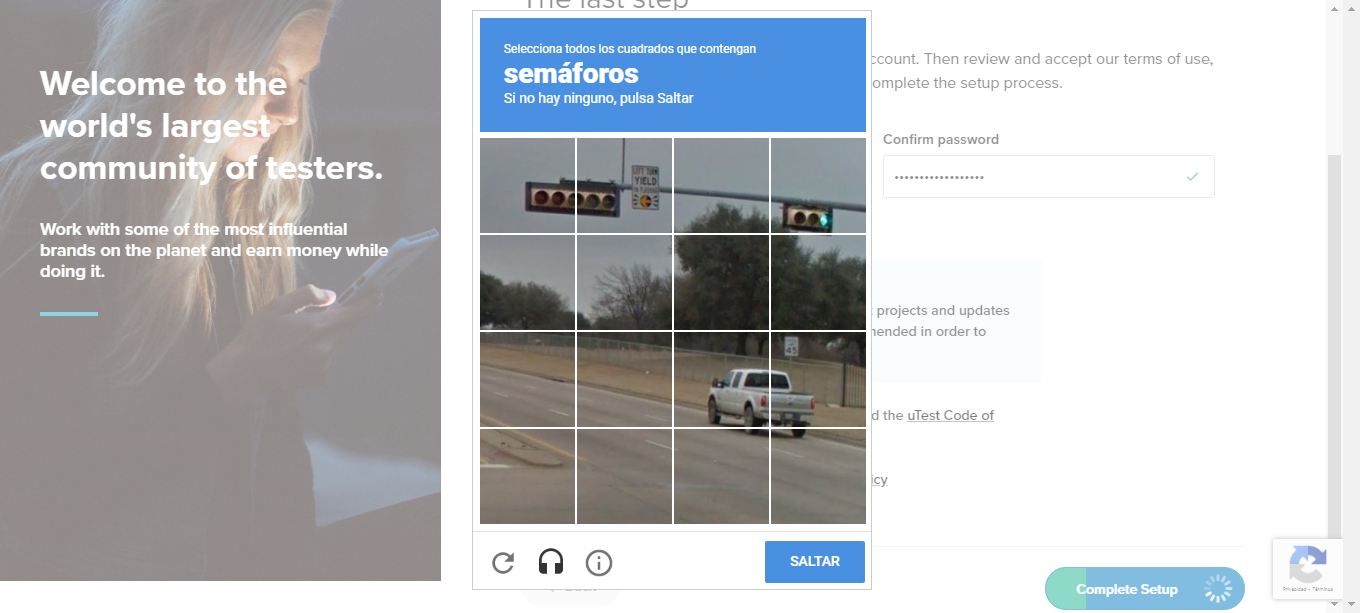 The last step
Welcome to the
world's largest
community of testers.
Work with some of the most influential
brands on the planet and earn money while
doing it.
Selecciona todos los cuadrados que contengan
semáforos
Si no hay ninguno, pulsa Saltar
LEFT TURN
YIELD
ON FLASHING
45
SALTAR
ccount. Then review and accept our terms of use,
omplete the setup process.
Confirm password
••••••••••••••••••
projects and updates
nended in order to
d the uTest Code of
icy
Complete Setup
Privacidad - Términos